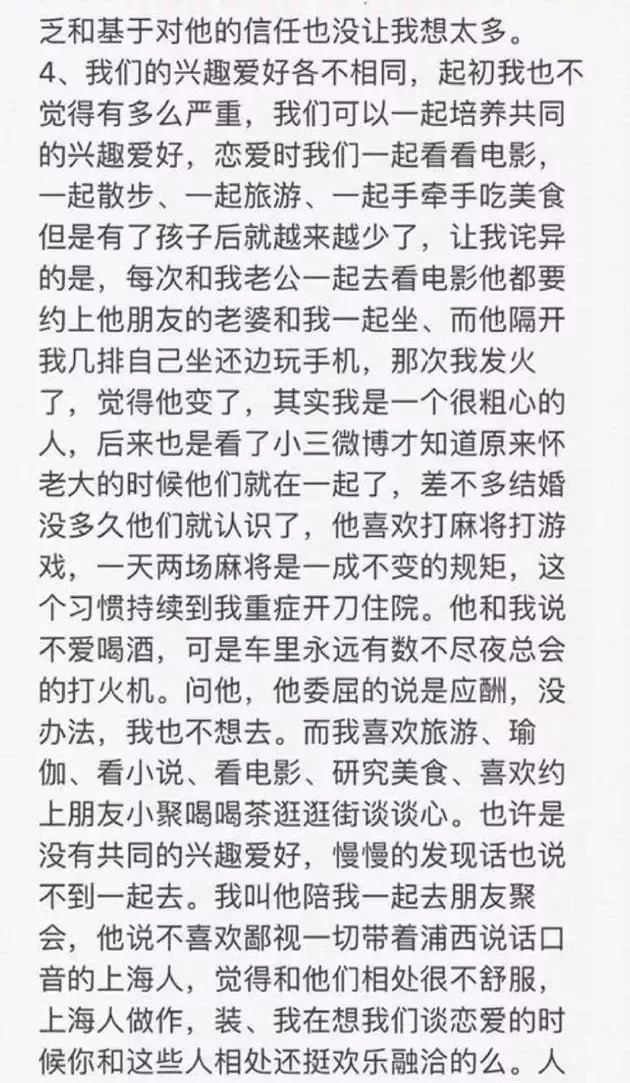 乏和基于对他的信任也没让我想太多。
4、我们的兴趣爱好各不相同，起初我也不
觉得有多么严重，我们可以一起培养共同
的兴趣爱好，恋爱时我们一起看看电影，
一起散步、一起旅游、一起手牵手吃美食
但是有了孩子后就越来越少了，让我诧异
的是，每次和我老公一起去看电影他都要
约上他朋友的老婆和我一起坐、而他隔开
我几排自己坐还边玩手机，那次我发火
了，觉得他变了，其实我是一个很粗心的
人，后来也是看了小三微博才知道原来怀
老大的时候他们就在一起了，差不多结婚
没多久他们就认识了，他喜欢打麻将打游
戏，一天两场麻将是一成不变的规矩，这
个习惯持续到我重症开刀住院。他和我说
不爱喝酒，可是车里永远有数不尽夜总会
的打火机。问他，他委屈的说是应酬，没
办法，我也不想去。而我喜欢旅游、瑜
伽、看小说、看电影、研究美食、喜欢约
上朋友小聚喝喝茶逛逛街谈谈心。也许是
没有共同的兴趣爱好，慢慢的发现话也说
不到一起去。我叫他陪我一起去朋友聚
会，他说不喜欢鄙视一切带着浦西说话口
音的上海人，觉得和他们相处很不舒服，
上海人做作，装、我在想我们谈恋爱的时
候你和这些人相处还挺欢乐融洽的么。人